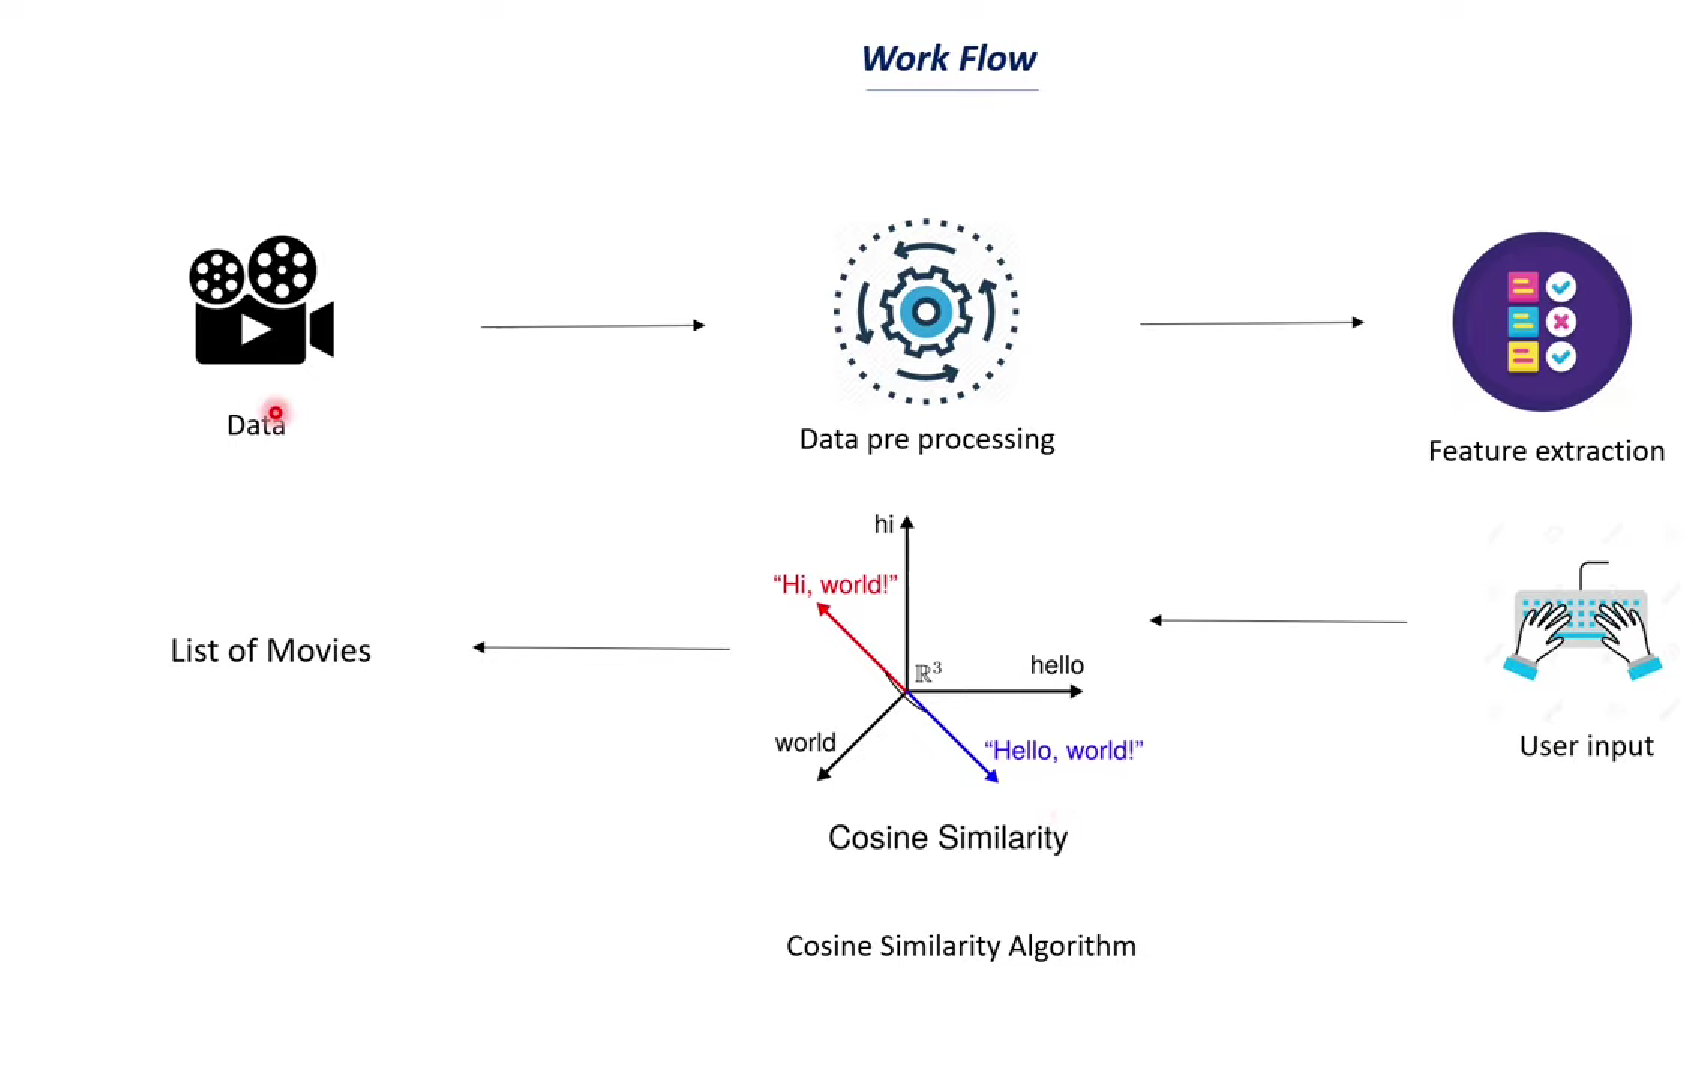 Work Flow
Data
Data pre processing
Feature extraction
hi
“Hi, world!”
List of Movies
ℝ³
hello
world
“Hello, world!”
User input
Cosine Similarity
Cosine Similarity Algorithm